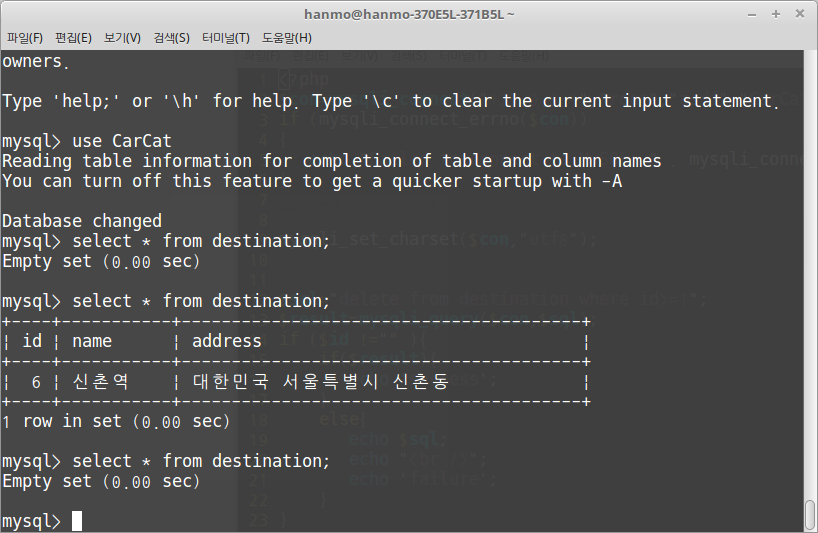 hanmo@hanmo-370E5L-371B5L ~
파일(F) 편집(E) 보기(V) 검색(S) 터미널(T) 도움말(H)
owners.
Type 'help;' or '\h' for help. Type '\c' to clear the current input statement.
mysql> use CarCat
Reading table information for completion of table and column names
You can turn off this feature to get a quicker startup with -A
Database changed
mysql> select * from destination;
Empty set (0.00 sec)
mysql> select * from destination;
+----+-----------+----------------------------------------+
| id | name | address |
+----+-----------+----------------------------------------+
| 6 | 신촌역 | 대한민국 서울특별시 신촌동 |
+----+-----------+----------------------------------------+
1 row in set (0.00 sec)
mysql> select * from destination;
Empty set (0.00 sec)
mysql>